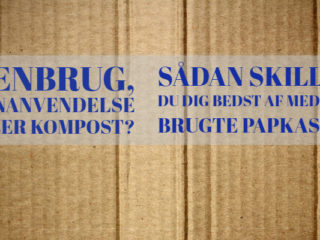 ENBRUG,
NANVENDELSE
ER KOMPOST?
SÅDAN SKILL
DU DIG BEDST AF MED
BRUGTE PAPKAS